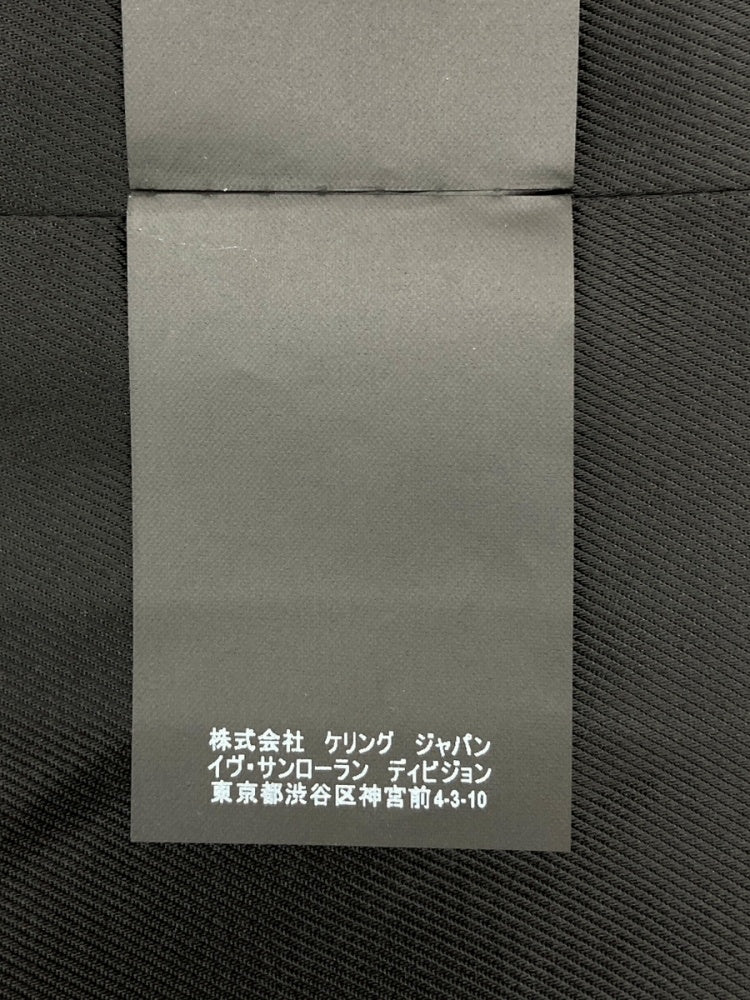 株式会社 ケリング ジャパン
イヴ・サンローラン ディビジョン
東京都渋谷区神宮前4-3-10